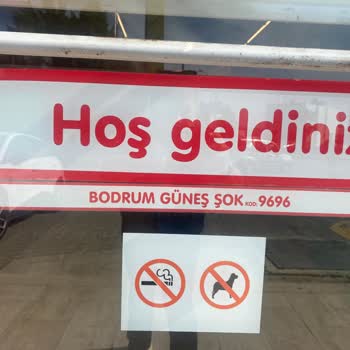 Hoş geldiniz
BODRUM GÜNEŞ ŞOK KOD: 9696